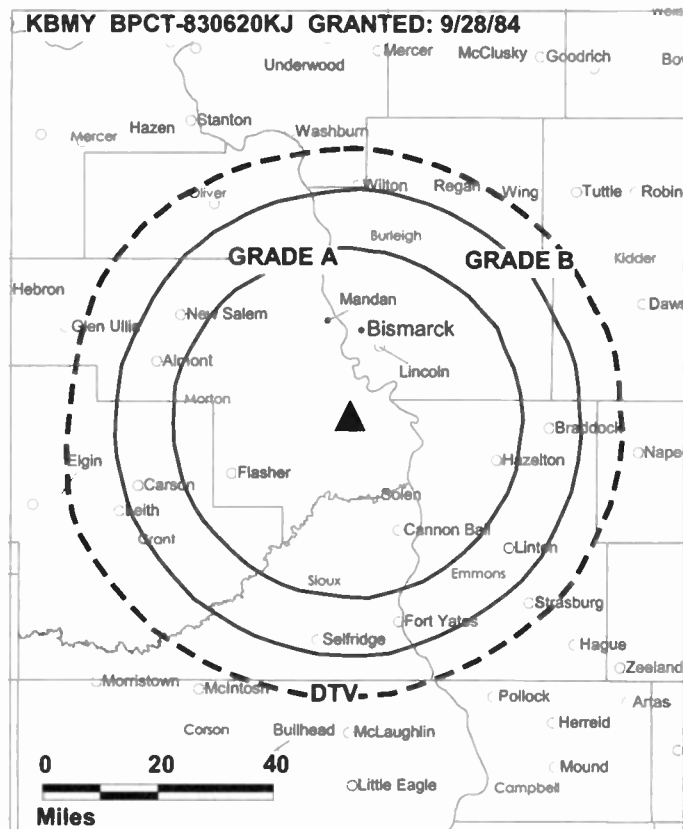 KBMY BPCT-830620KJ GRANTED: 9/28/84
Mercer
McClusky
Goodrich
Underwood
Hazen
Stanton
Washburn
Mercer
Oliver
Wilton
Regan
Wing
Tuttle
Robin
Burleigh
GRADE A
GRADE B
Kidder
Hebron
Mandan
Daws
Glen Ullin
New Salem
Bismarck
Almont
Lincoln
Morton
Braddock
Elgin
Flasher
Hazelton
Nape
Carson
Solen
Leith
Cannon Ball
Grant
Linton
Sioux
Emmons
Strasburg
Fort Yates
Selfridge
Hague
Zeeland
Morristown
McIntosh
DTV
Pollock
Artas
Corson
Bullhead
McLaughlin
Herreid
0 20 40
Mound
Little Eagle
Campbell
Miles